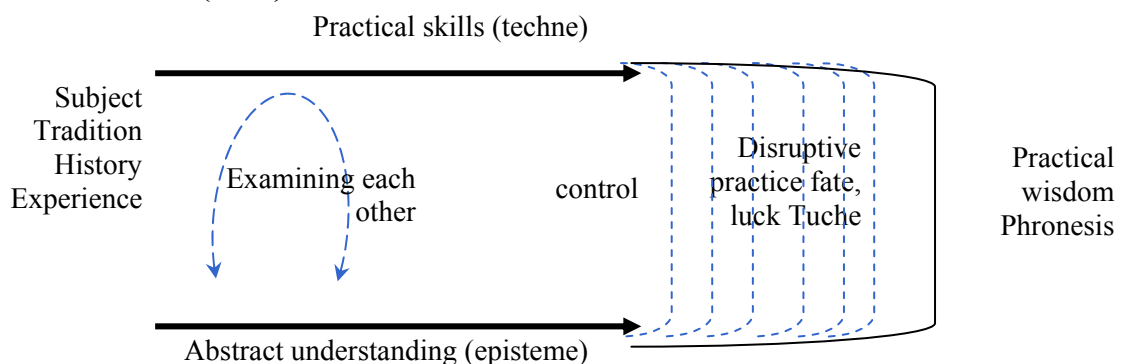 Practical skills (techne)
Subject
Tradition
History
Experience
Examining each
other
control
Disruptive
practice fate,
luck Tuche
Practical
wisdom
Phronesis
Abstract understanding (episteme)